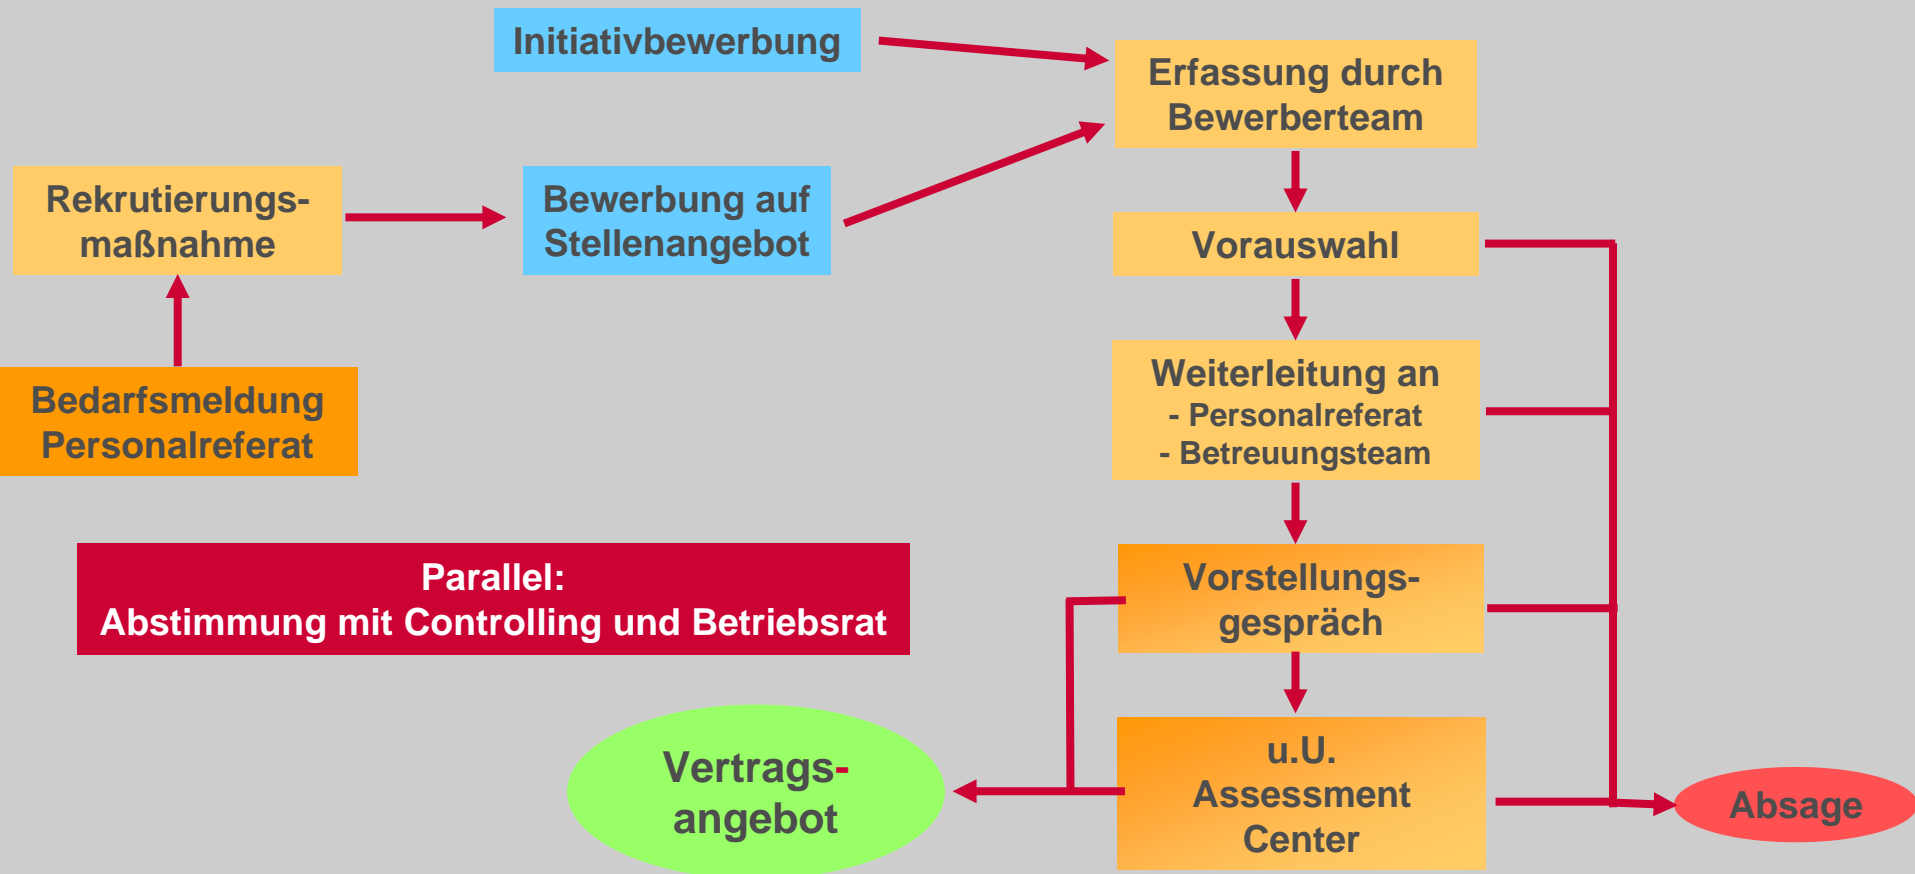 Initiativbewerbung
Erfassung durch
Bewerberteam
Rekrutierungs-
maßnahme
Bewerbung auf
Stellenangebot
Vorauswahl
Bedarfsmeldung
Personalreferat
Weiterleitung an
- Personalreferat
- Betreuungsteam
Parallel:
Abstimmung mit Controlling und Betriebsrat
Vorstellungs-
gespräch
Vertrags-
angebot
u.U.
Assessment
Center
Absage